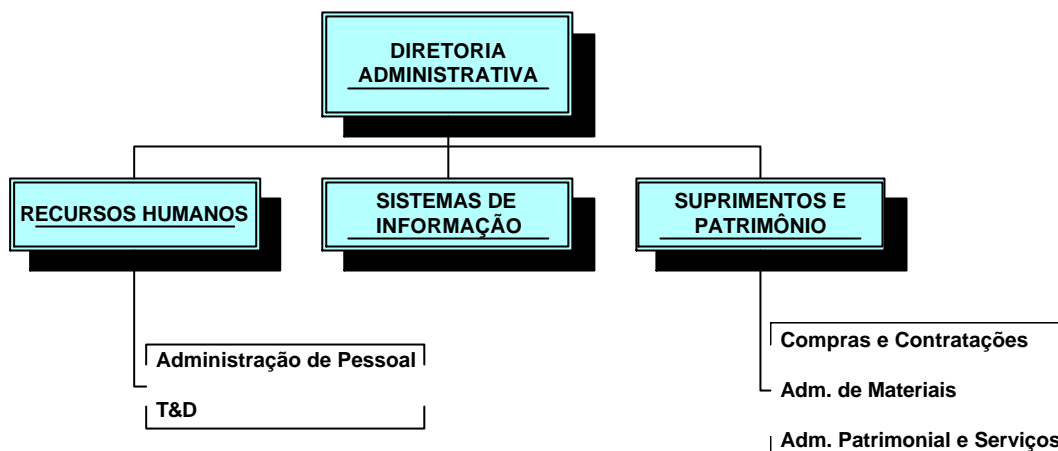 DIRETORIA
ADMINISTRATIVA
RECURSOS HUMANOS
SISTEMAS DE
INFORMAÇÃO
SUPRIMENTOS E
PATRIMÔNIO
Administração de Pessoal
T&D
Compras e Contratações
Adm. de Materiais
Adm. Patrimonial e Serviços